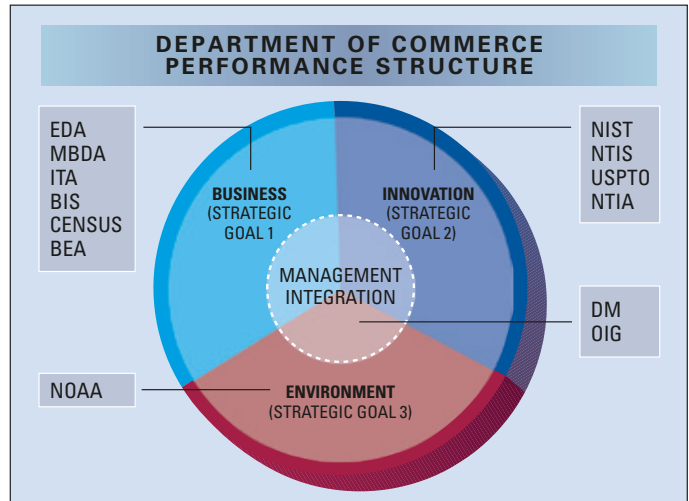 DEPARTMENT OF COMMERCE
PERFORMANCE STRUCTURE
EDA
MBDA
ITA
BIS
CENSUS
BEA
BUSINESS
(STRATEGIC
GOAL 1
INNOVATION
(STRATEGIC
GOAL 2)
NIST
NTIS
USPTO
NTIA
MANAGEMENT
INTEGRATION
DM
OIG
NOAA
ENVIRONMENT
(STRATEGIC GOAL 3)